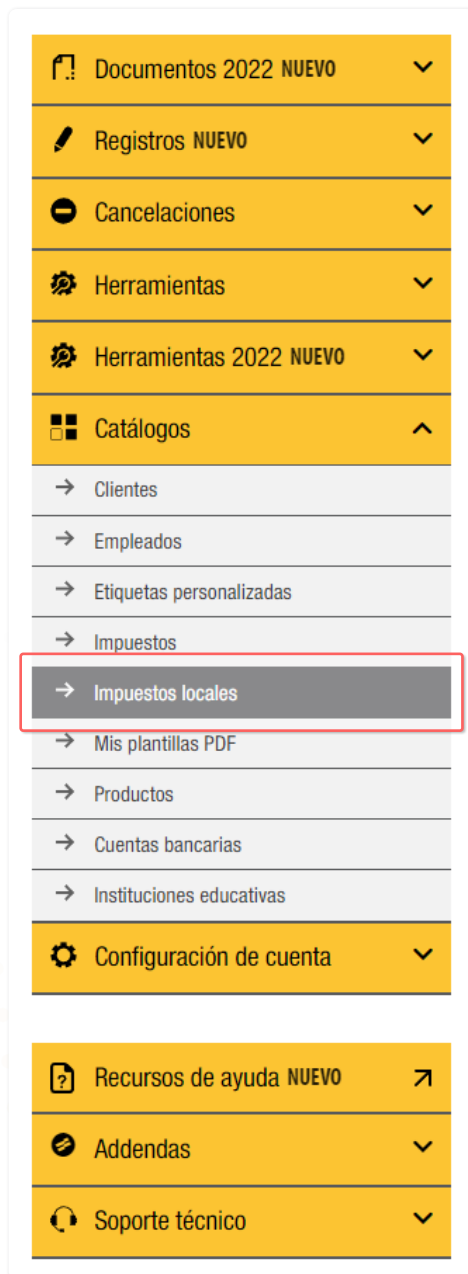 Documentos 2022 NUEVO
Registros NUEVO
Cancelaciones
Herramientas
Herramientas 2022 NUEVO
Catálogos
Clientes
Empleados
Etiquetas personalizadas
Impuestos
Impuestos locales
Mis plantillas PDF
Productos
Cuentas bancarias
Instituciones educativas
Configuración de cuenta
Recursos de ayuda NUEVO
Addendas
Soporte técnico